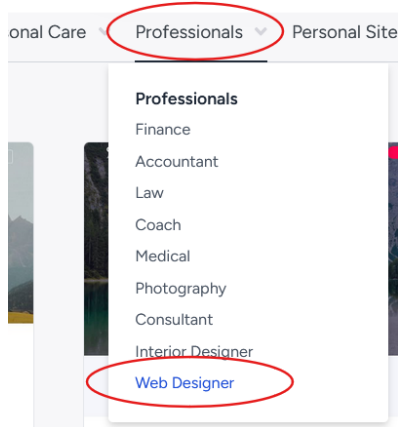 onal Care Professionals Personal Site
Professionals
Finance
Accountant
Law
Coach
Medical
Photography
Consultant
Interior Designer
Web Designer